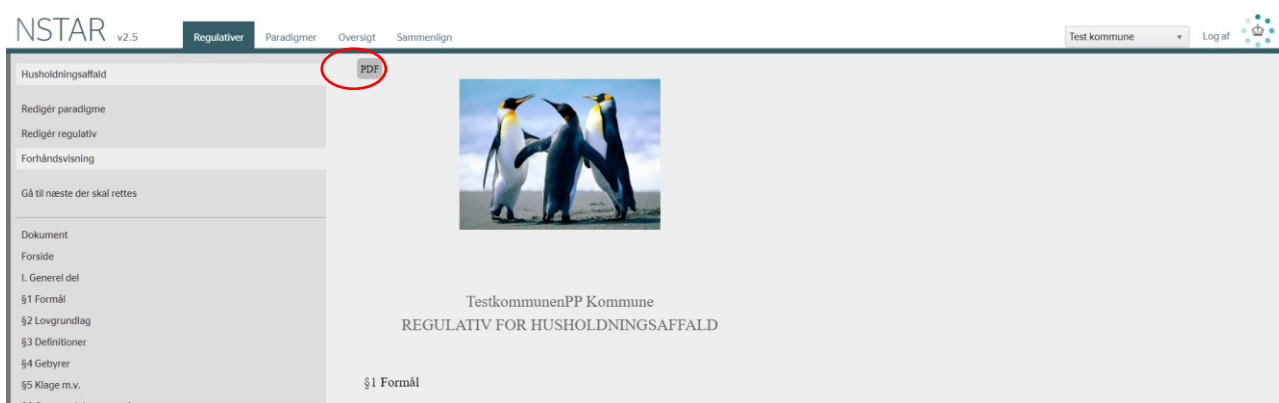 NSTAR v2.5
Regulativer
Paradigmer
Oversigt
Sammenlign
Test kommune
Log af
Husholdningsaffald
Redigér paradigme
Redigér regulativ
Forhåndsvisning
Gå til næste der skal rettes
Dokument
Forside
I. Generel del
§1 Formål
§2 Lovgrundlag
§3 Definitioner
§4 Gebyrer
§5 Klage m.v.
PDF
TestkommunenPP Kommune
REGULATIV FOR HUSHOLDNINGSAFFALD
§1 Formål